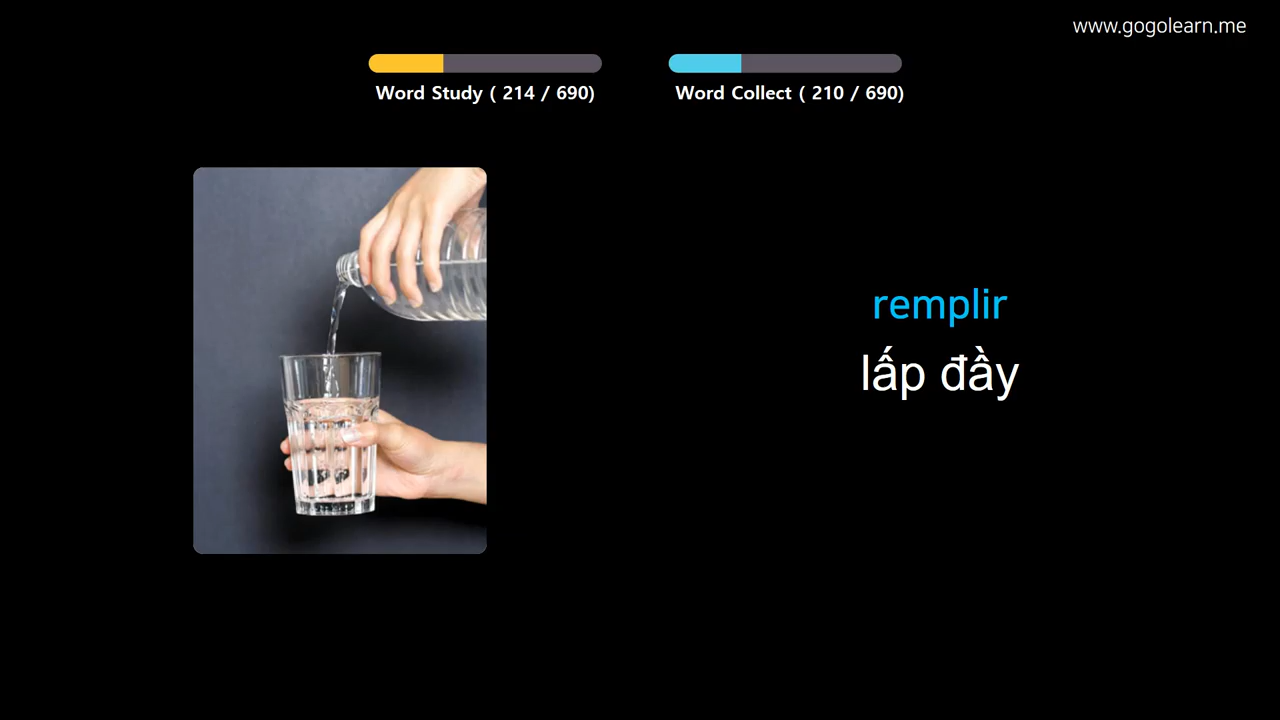 www.gogolearn.me
Word Study ( 214 / 690)
Word Collect ( 210 / 690)
remplir
lấp đầy